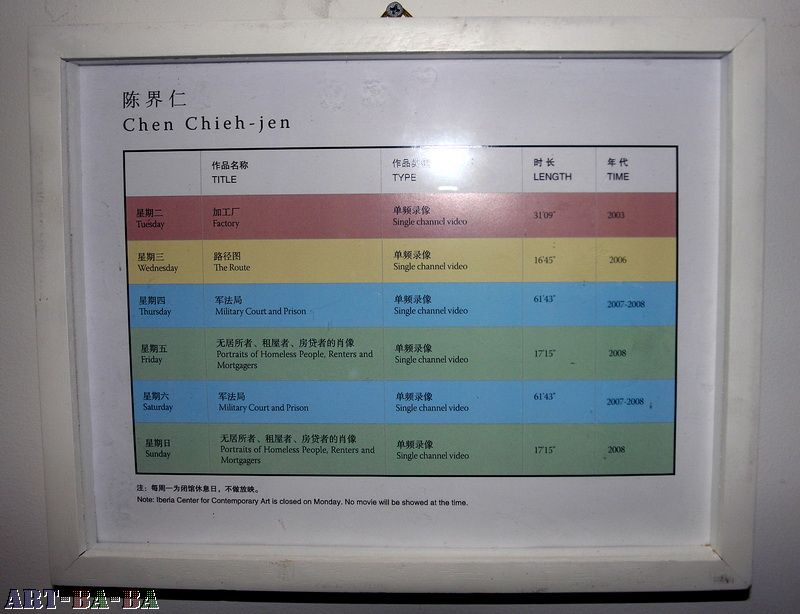 陈界仁
Chen Chieh-jen
作品名称
TITLE
作品
TYPE
时长
LENGTH
年代
TIME
星期二
Tuesday
加工厂
Factory
单频录像
Single channel video
31'09"
2003
星期三
Wednesday
路径图
The Route
单频录像
Single channel video
16'45"
2006
星期四
Thursday
军法局
Military Court and Prison
单频录像
Single channel video
61'43"
2007-2008
星期五
Friday
无居所者、租屋者、房贷者的肖像
Portraits of Homeless People, Renters and
Mortgagers
单频录像
Single channel video
17'15"
2008
星期六
Saturday
军法局
Military Court and Prison
单频录像
Single channel video
61'43"
2007-2008
星期日
Sunday
无居所者、租屋者、房贷者的肖像
Portraits of Homeless People, Renters and
Mortgagers
单频录像
Single channel video
17'15"
2008
注：每周一为闭馆休息日，不做放映。
Note: Iberia Center for Contemporary Art is closed on Monday. No movie will be showed at the time.
ART-BA-BA